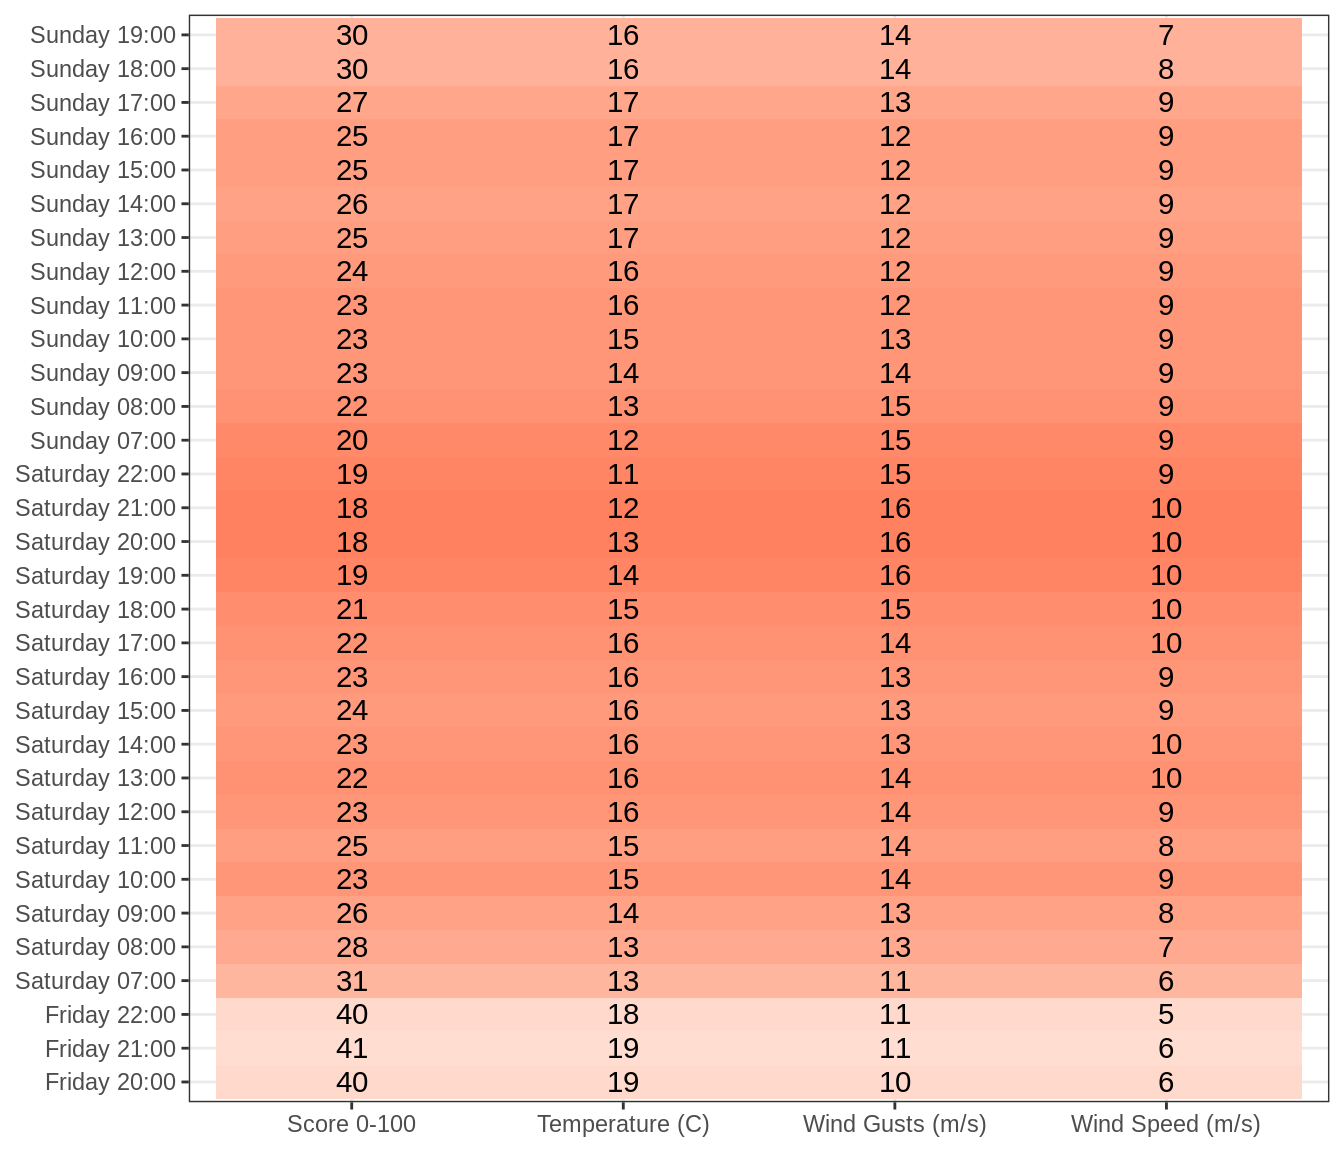 Sunday 19:00 30 16 14 7
Sunday 18:00 30 16 14 8
Sunday 17:00 27 17 13 9
Sunday 16:00 25 17 12 9
Sunday 15:00 25 17 12 9
Sunday 14:00 26 17 12 9
Sunday 13:00 25 17 12 9
Sunday 12:00 24 16 12 9
Sunday 11:00 23 16 12 9
Sunday 10:00 23 15 13 9
Sunday 09:00 23 14 14 9
Sunday 08:00 22 13 15 9
Sunday 07:00 20 12 15 9
Saturday 22:00 19 11 15 9
Saturday 21:00 18 12 16 10
Saturday 20:00 18 13 16 10
Saturday 19:00 19 14 16 10
Saturday 18:00 21 15 15 10
Saturday 17:00 22 16 14 10
Saturday 16:00 23 16 13 9
Saturday 15:00 24 16 13 9
Saturday 14:00 23 16 13 10
Saturday 13:00 22 16 14 10
Saturday 12:00 23 16 14 9
Saturday 11:00 25 15 14 8
Saturday 10:00 23 15 14 9
Saturday 09:00 26 14 13 8
Saturday 08:00 28 13 13 7
Saturday 07:00 31 13 11 6
Friday 22:00 40 18 11 5
Friday 21:00 41 19 11 6
Friday 20:00 40 19 10 6
Score 0-100 Temperature (C) Wind Gusts (m/s) Wind Speed (m/s)